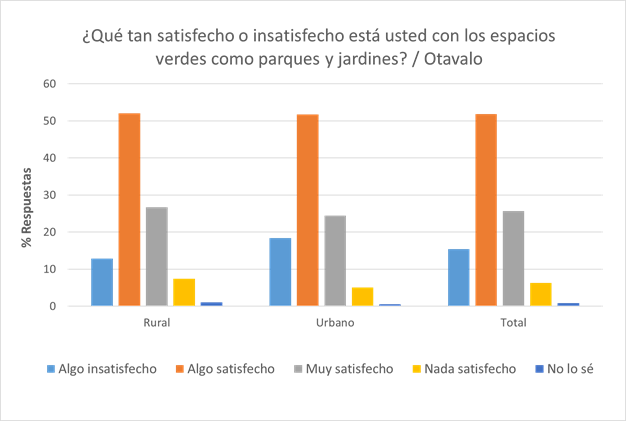 ¿Qué tan satisfecho o insatisfecho está usted con los espacios
verdes como parques y jardines? / Otavalo
60
50
40
30
20
10
0
% Respuestas
Rural Urbano Total
Algo insatisfecho Algo satisfecho Muy satisfecho Nada satisfecho No lo sé